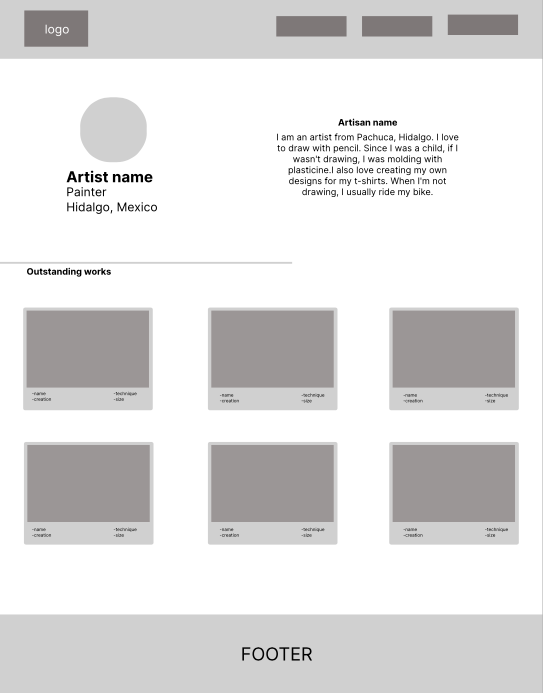 logo
Artist name
Painter
Hidalgo, Mexico
Artisan name
I am an artist from Pachuca, Hidalgo. I love
to draw with pencil. Since I was a child, if I
wasn't drawing, I was molding with
plasticine.I also love creating my own
designs for my t-shirts. When I'm not
drawing, I usually ride my bike.
Outstanding works
-name -technique
-creation -size
-name -technique
-creation -size
-name -technique
-creation -size
-name -technique
-creation -size
-name -technique
-creation -size
-name -technique
-creation -size
FOOTER